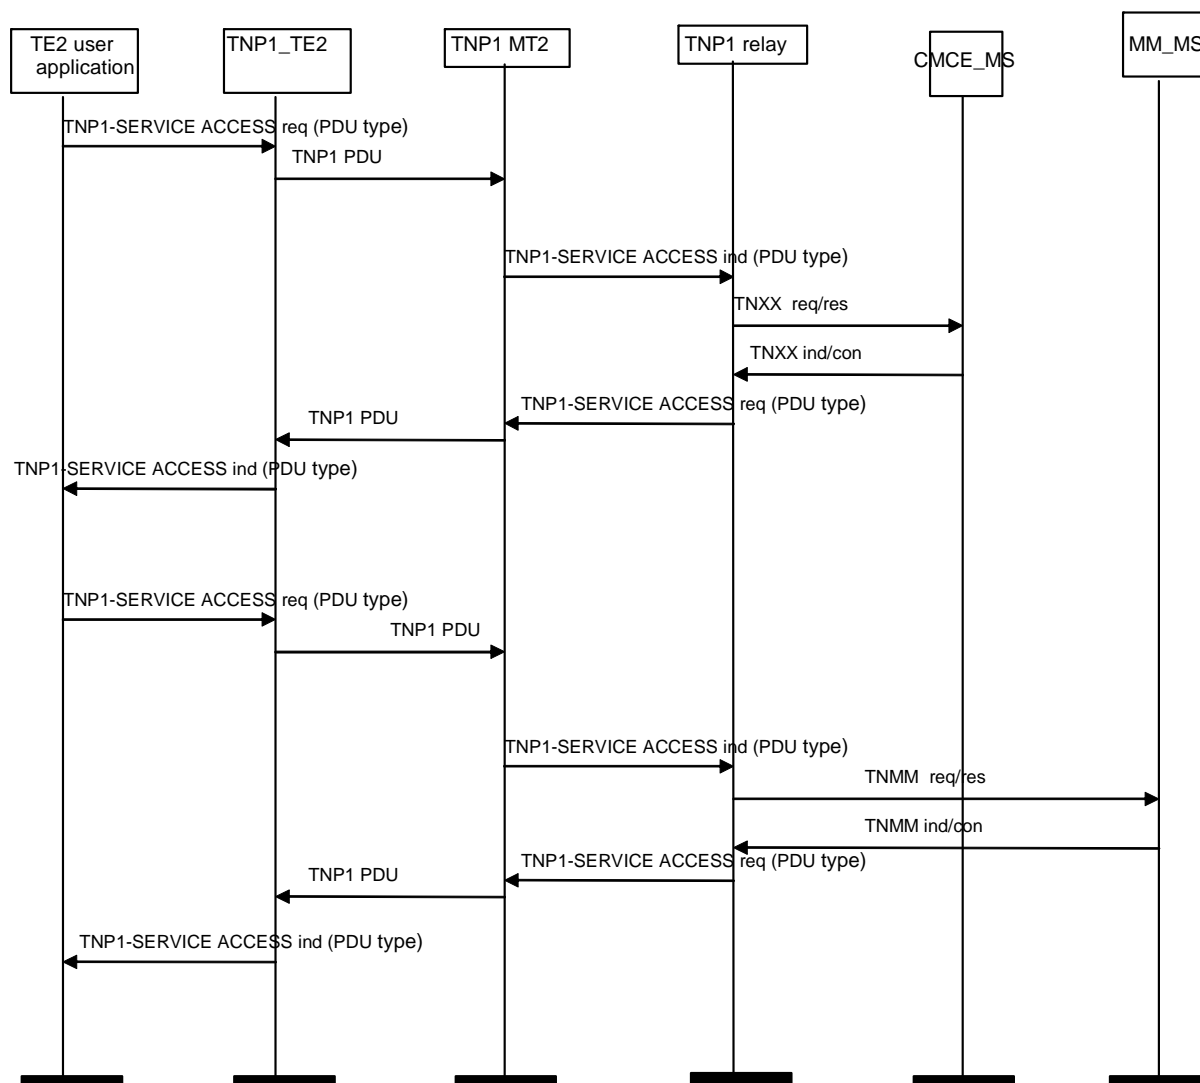 TE2 user
application
TNP1_TE2
TNP1 MT2
TNP1 relay
CMCE_MS
MM_MS
TNP1-SERVICE ACCESS req (PDU type)
TNP1 PDU
TNP1-SERVICE ACCESS ind (PDU type)
TNXX req/res
TNXX ind/con
TNP1-SERVICE ACCESS req (PDU type)
TNP1 PDU
TNP1-SERVICE ACCESS ind (PDU type)
TNP1-SERVICE ACCESS req (PDU type)
TNP1 PDU
TNP1-SERVICE ACCESS ind (PDU type)
TNMM req/res
TNMM ind/con
TNP1-SERVICE ACCESS req (PDU type)
TNP1 PDU
TNP1-SERVICE ACCESS ind (PDU type)